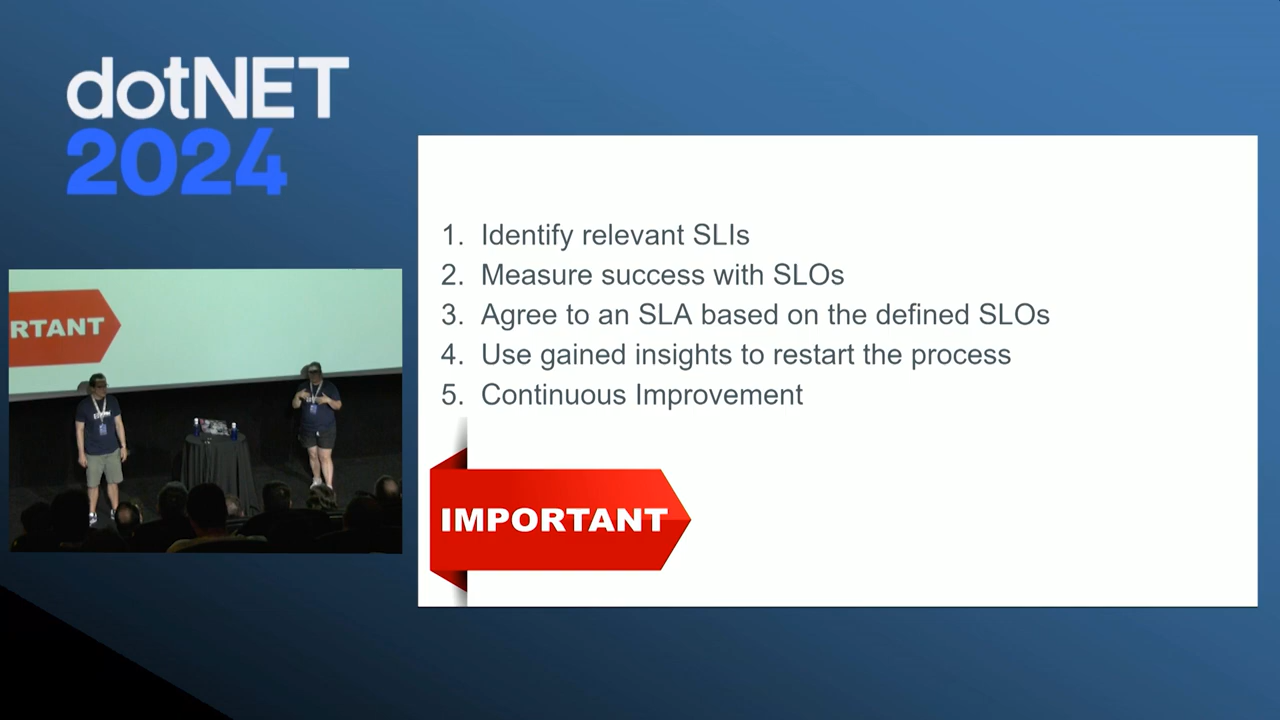 dotNET
2024
1. Identify relevant SLIs
2. Measure success with SLOs
3. Agree to an SLA based on the defined SLOs
4. Use gained insights to restart the process
5. Continuous Improvement
IMPORTANT
RTANT